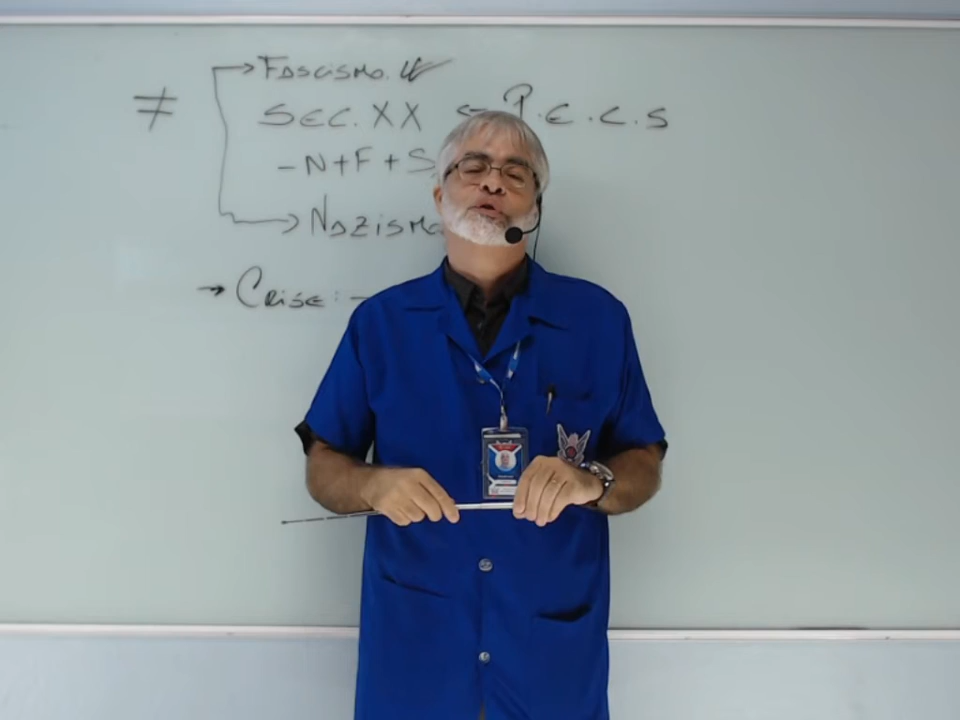 ≠ → Fascismo.
SEC. XX ← P.E.C.S
- N + F + S
→ Nazismo
→ Crise: -